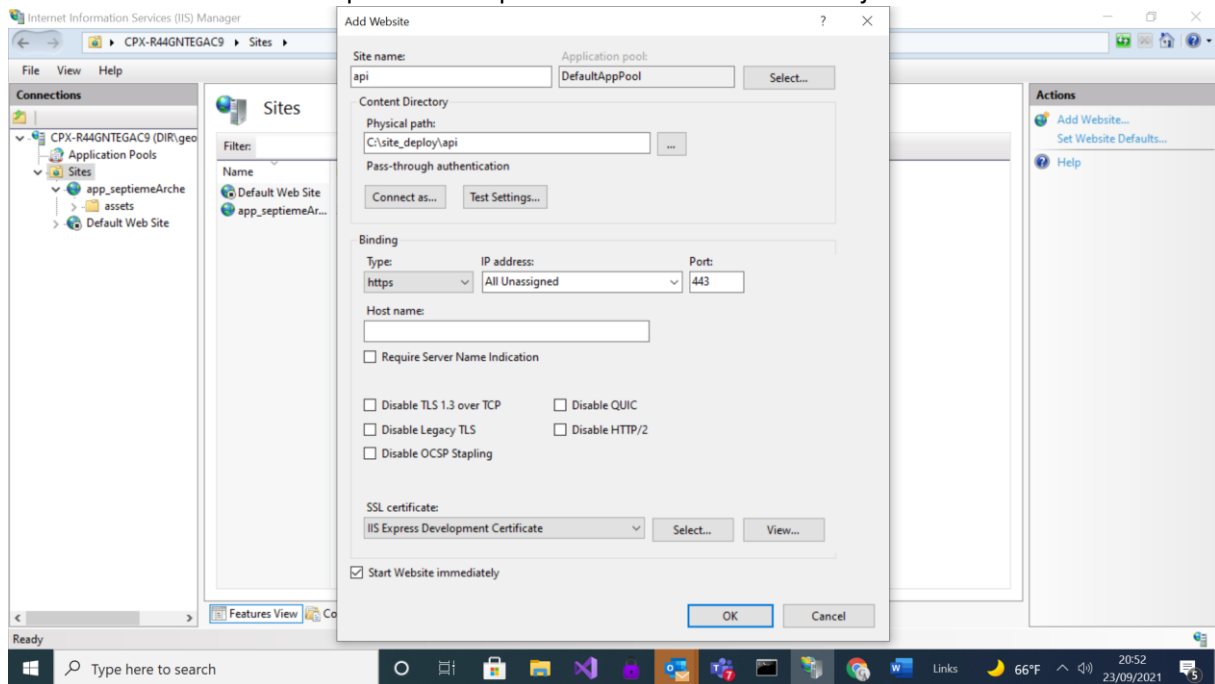 Internet Information Services (IIS) Manager
CPX-R44GNTEGAC9
Sites
File View Help
Connections
CPX-R44GNTEGAC9 (DIR\geo
Application Pools
Sites
app_septiemeArche
assets
Default Web Site
Sites
Filter:
Name
Default Web Site
app_septiemeAr...
Features View
Co
Ready
Add Website
?
Site name:
Application pool:
api
DefaultAppPool
Select...
Content Directory
Physical path:
C:\site_deploy\api
...
Pass-through authentication
Connect as...
Test Settings...
Binding
Type:
IP address:
Port:
https
All Unassigned
443
Host name:
Require Server Name Indication
Disable TLS 1.3 over TCP
Disable QUIC
Disable Legacy TLS
Disable HTTP/2
Disable OCSP Stapling
SSL certificate:
IIS Express Development Certificate
Select...
View...
Start Website immediately
OK
Cancel
Actions
Add Website...
Set Website Defaults...
Help
Type here to search
Links
66°F
20:52
23/09/2021
5